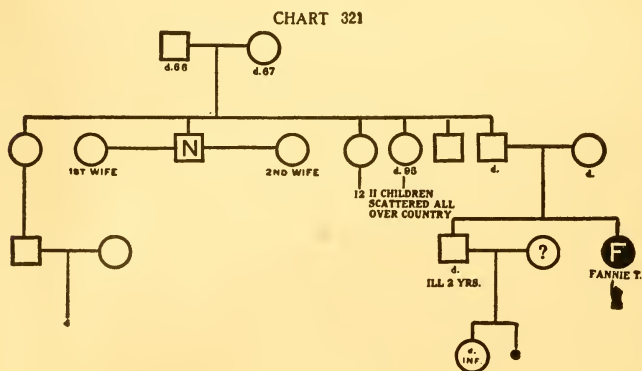 CHART 321
d.66
d.67
1ST WIFE
N
2ND WIFE
d.95
d.
d.
12
11 CHILDREN
SCATTERED ALL
OVER COUNTRY
d.
ILL 2 YRS.
?
F
FANNIE T.
d.
INF.